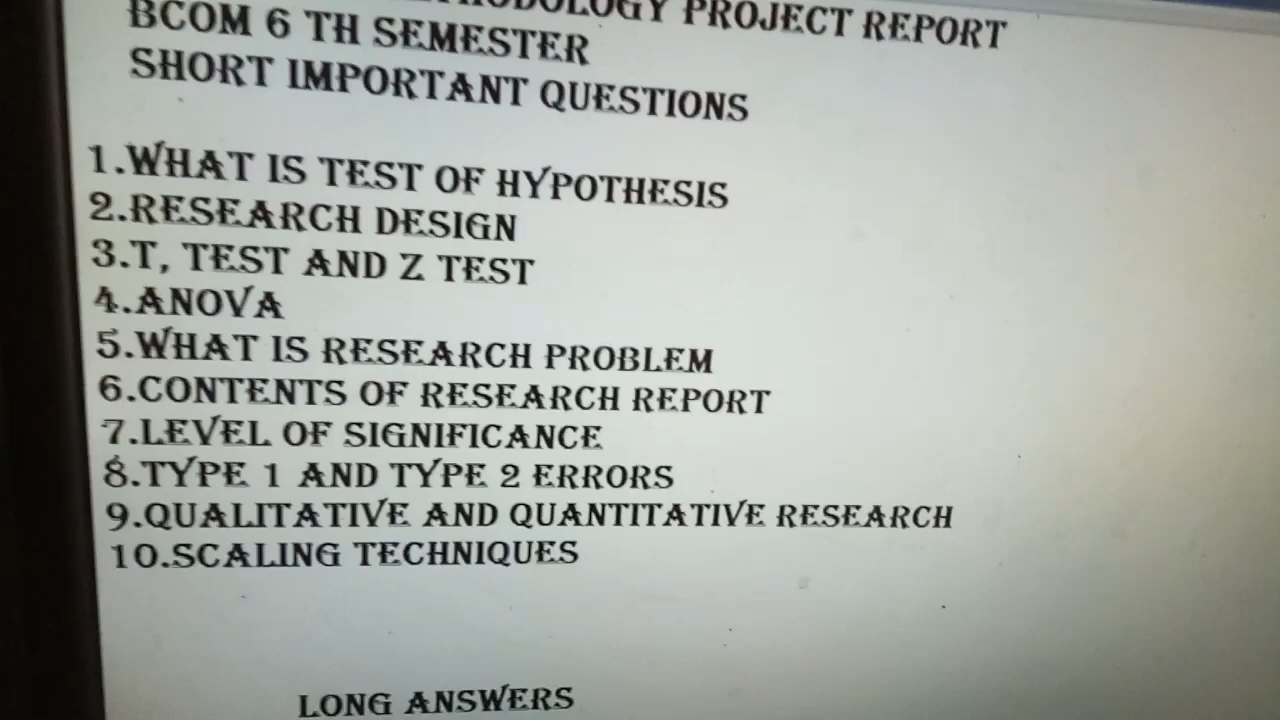 PROJECT REPORT
BCOM 6 TH SEMESTER
SHORT IMPORTANT QUESTIONS
1.WHAT IS TEST OF HYPOTHESIS
2.RESEARCH DESIGN
3.T, TEST AND Z TEST
4.ANOVA
5.WHAT IS RESEARCH PROBLEM
6.CONTENTS OF RESEARCH REPORT
7.LEVEL OF SIGNIFICANCE
8.TYPE 1 AND TYPE 2 ERRORS
9.QUALITATIVE AND QUANTITATIVE RESEARCH
10.SCALING TECHNIQUES
LONG ANSWERS